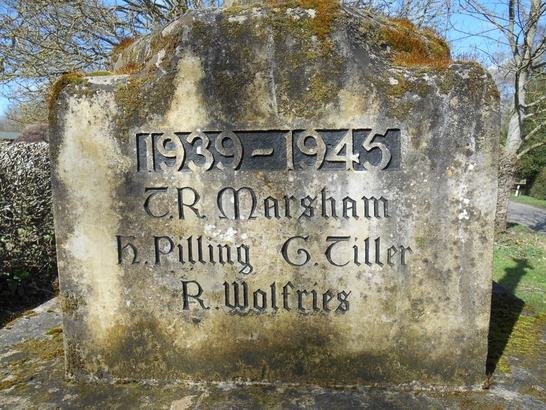 1939-1945
T.R. Marsham
H. Pilling G. Tiller
R. Wolfries